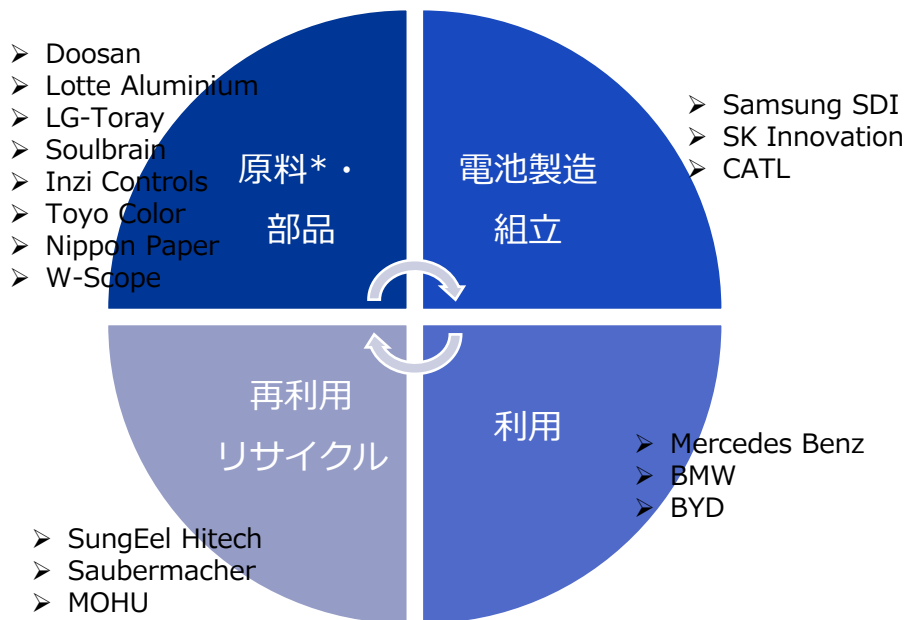 ➢ Doosan
➢ Lotte Aluminium
➢ LG-Toray
➢ Soulbrain
➢ Inzi Controls
➢ Toyo Color
➢ Nippon Paper
➢ W-Scope
原料*・
部品
電池製造
組立
➢ Samsung SDI
➢ SK Innovation
➢ CATL
再利用
リサイクル
➢ SungEel Hitech
➢ Saubermacher
➢ MOHU
利用
➢ Mercedes Benz
➢ BMW
➢ BYD